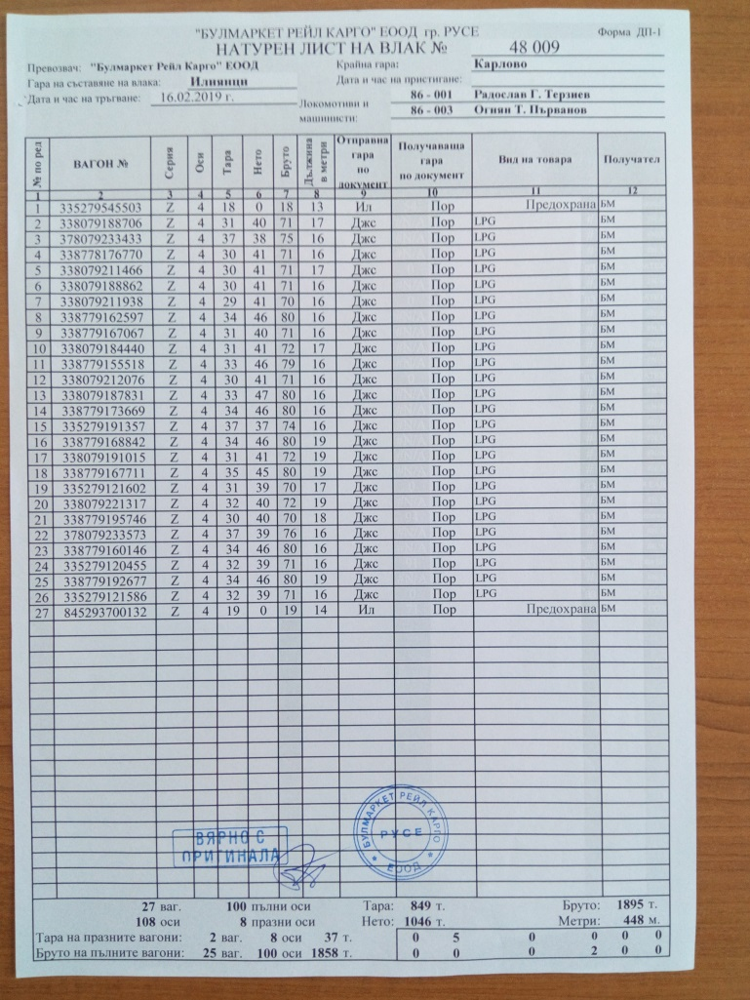 "БУЛМАРКЕТ РЕЙЛ КАРГО" ЕООД гр. РУСЕ Форма ДП-1
НАТУРЕН ЛИСТ НА ВЛАК № 48 009
Превозвач: "Булмаркет Рейл Карго" ЕООД Крайна гара: Карлово
Гара на съставяне на влака: Илиянци Дата и час на пристигане:
Дата и час на тръгване: 16.02.2019 г. Локомотиви и машинисти: 86 - 001 Радослав Г. Терзиев
86 - 003 Огнян Т. Първанов
№ по ред ВАГОН № Серия Оси Тара Нето Бруто Дължина в метри Отправна гара по документ Получаваща гара по документ Вид на товара Получател
1 2 3 4 5 6 7 8 9 10 11 12
1 335279545503 Z 4 18 0 18 13 Ил Пор Предохрана БМ
2 338079188706 Z 4 31 40 71 17 Джс Пор LPG БМ
3 378079233433 Z 4 37 38 75 16 Джс Пор LPG БМ
4 338778176770 Z 4 30 41 71 16 Джс Пор LPG БМ
5 338079211466 Z 4 30 41 71 17 Джс Пор LPG БМ
6 338079188862 Z 4 30 41 71 16 Джс Пор LPG БМ
7 338079211938 Z 4 29 41 70 16 Джс Пор LPG БМ
8 338779162597 Z 4 34 46 80 16 Джс Пор LPG БМ
9 338779167067 Z 4 31 40 71 16 Джс Пор LPG БМ
10 338079184440 Z 4 31 41 72 17 Джс Пор LPG БМ
11 338779155518 Z 4 33 46 79 16 Джс Пор LPG БМ
12 338079212076 Z 4 30 41 71 16 Джс Пор LPG БМ
13 338079187831 Z 4 33 47 80 16 Джс Пор LPG БМ
14 338779173669 Z 4 34 46 80 16 Джс Пор LPG БМ
15 335279191357 Z 4 37 37 74 16 Джс Пор LPG БМ
16 338779168842 Z 4 34 46 80 19 Джс Пор LPG БМ
17 338079191015 Z 4 31 41 72 19 Джс Пор LPG БМ
18 338779167711 Z 4 35 45 80 19 Джс Пор LPG БМ
19 335279121602 Z 4 31 39 70 17 Джс Пор LPG БМ
20 338079221317 Z 4 32 40 72 19 Джс Пор LPG БМ
21 338779195746 Z 4 30 40 70 18 Джс Пор LPG БМ
22 378079233573 Z 4 37 39 76 16 Джс Пор LPG БМ
23 338779160146 Z 4 34 46 80 16 Джс Пор LPG БМ
24 335279120455 Z 4 32 39 71 16 Джс Пор LPG БМ
25 338779192677 Z 4 34 46 80 19 Джс Пор LPG БМ
26 335279121586 Z 4 32 39 71 16 Джс Пор LPG БМ
27 845293700132 Z 4 19 0 19 14 Ил Пор Предохрана БМ
ВЯРНО С
ОРИГИНАЛА
БУЛМАРКЕТ РЕЙЛ КАРГО
РУСЕ
ЕООД
27 ваг. 100 пълни оси Тара: 849 т. Бруто: 1895 т.
108 оси 8 празни оси Нето: 1046 т. Метри: 448 м.
Тара на празните вагони: 2 ваг. 8 оси 37 т. 0 5 0 0 0 0
Бруто на пълните вагони: 25 ваг. 100 оси 1858 т. 0 0 0 2 0 0